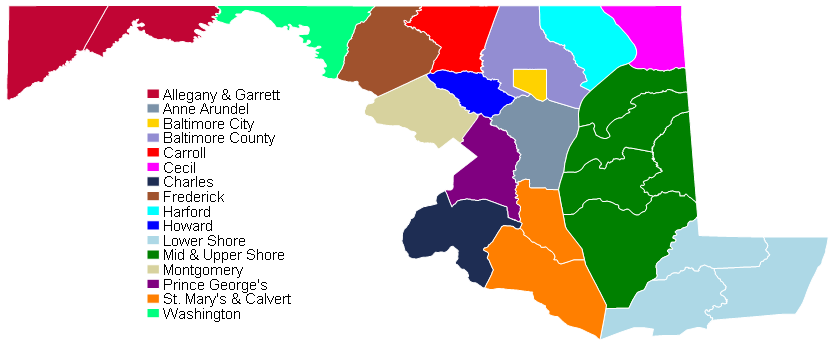 Allegany & Garrett
Anne Arundel
Baltimore City
Baltimore County
Carroll
Cecil
Charles
Frederick
Harford
Howard
Lower Shore
Mid & Upper Shore
Montgomery
Prince George's
St. Mary's & Calvert
Washington